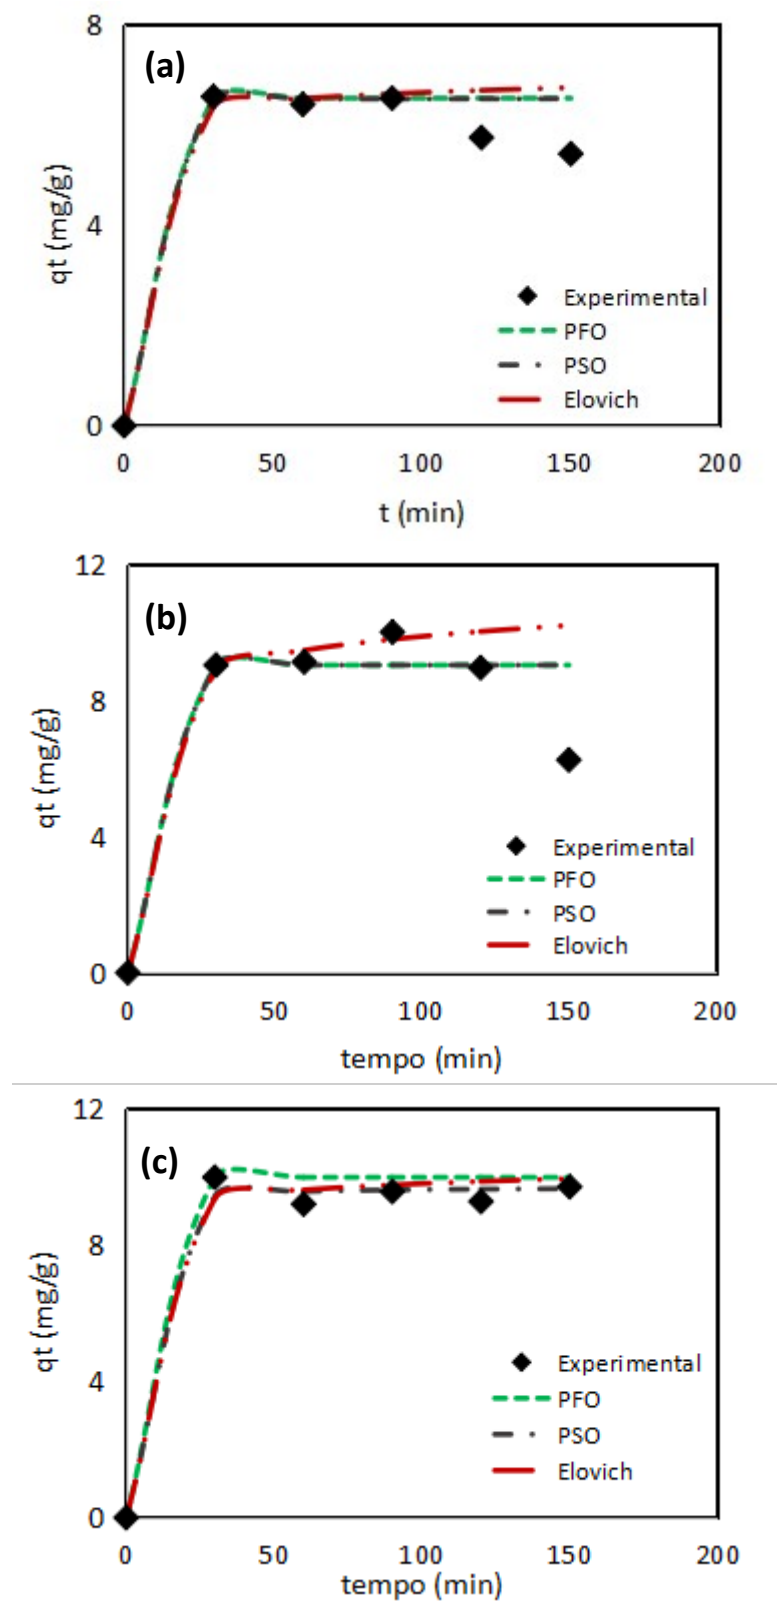 (a)
qt (mg/g)
8
4
0
Experimental
PFO
PSO
Elovich
0 50 100 150 200
t (min)
(b)
qt (mg/g)
12
8
4
0
Experimental
PFO
PSO
Elovich
0 50 100 150 200
tempo (min)
(c)
qt (mg/g)
12
8
4
0
Experimental
PFO
PSO
Elovich
0 50 100 150 200
tempo (min)